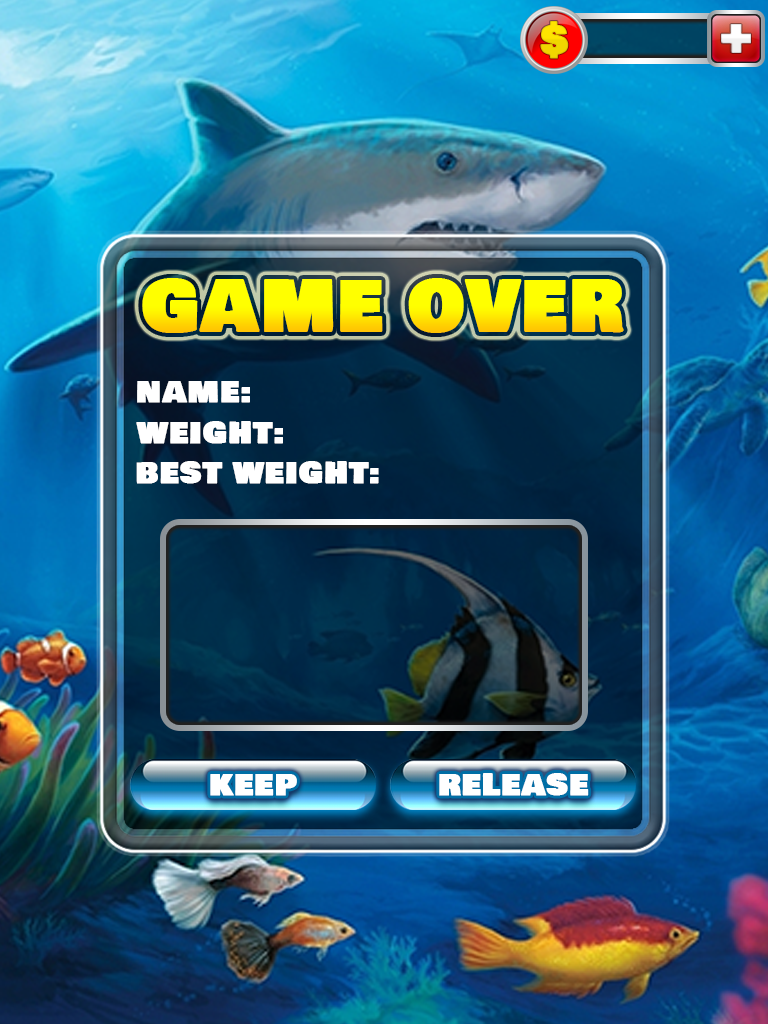 $
GAME OVER
NAME:
WEIGHT:
BEST WEIGHT:
KEEP
RELEASE